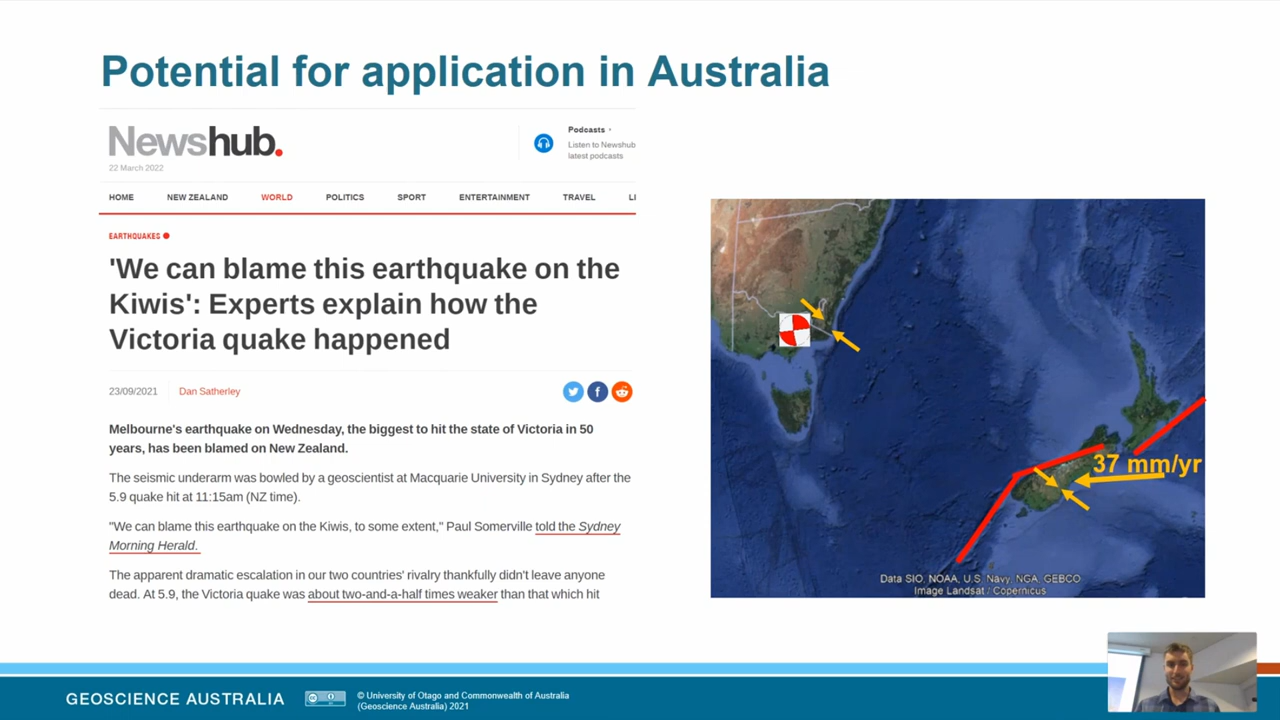 Potential for application in Australia
Newshub.
22 March 2022
Podcasts
Listen to Newshub
latest podcasts
HOME NEW ZEALAND WORLD POLITICS SPORT ENTERTAINMENT TRAVEL LI
EARTHQUAKES
'We can blame this earthquake on the
Kiwis': Experts explain how the
Victoria quake happened
23/09/2021 Dan Satherley
Melbourne's earthquake on Wednesday, the biggest to hit the state of Victoria in 50
years, has been blamed on New Zealand.
The seismic underarm was bowled by a geoscientist at Macquarie University in Sydney after the
5.9 quake hit at 11:15am (NZ time).
"We can blame this earthquake on the Kiwis, to some extent," Paul Somerville told the Sydney
Morning Herald.
The apparent dramatic escalation in our two countries' rivalry thankfully didn't leave anyone
dead. At 5.9, the Victoria quake was about two-and-a-half times weaker than that which hit
37 mm/yr
Data SIO, NOAA, U.S. Navy, NGA, GEBCO
Image Landsat / Copernicus
GEOSCIENCE AUSTRALIA
© University of Otago and Commonwealth of Australia
(Geoscience Australia) 2021